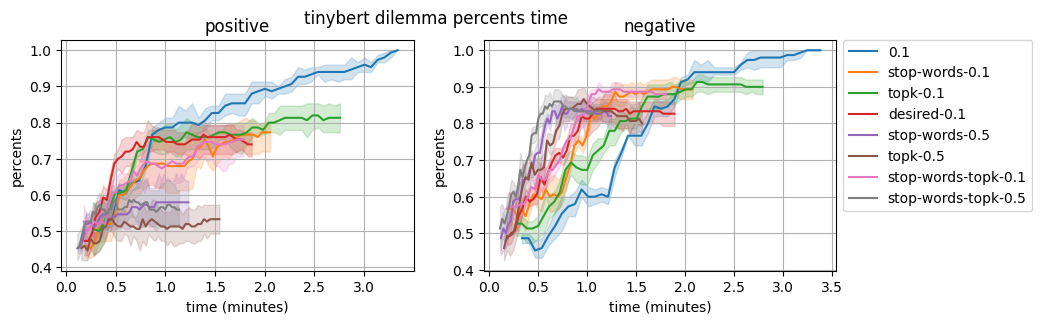 tinybert dilemma percents time
positive
negative
percents
1.0
0.9
0.8
0.7
0.6
0.5
0.4
0.0
0.5
1.0
1.5
2.0
2.5
3.0
time (minutes)
percents
1.0
0.9
0.8
0.7
0.6
0.5
0.4
0.0
0.5
1.0
1.5
2.0
2.5
3.0
3.5
time (minutes)
0.1
stop-words-0.1
topk-0.1
desired-0.1
stop-words-0.5
topk-0.5
stop-words-topk-0.1
stop-words-topk-0.5